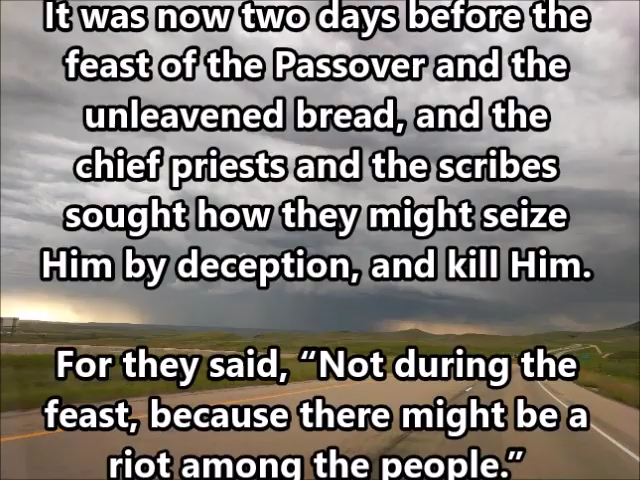 It was now two days before the
feast of the Passover and the
unleavened bread, and the
chief priests and the scribes
sought how they might seize
Him by deception, and kill Him.
For they said, “Not during the
feast, because there might be a
riot among the people.”